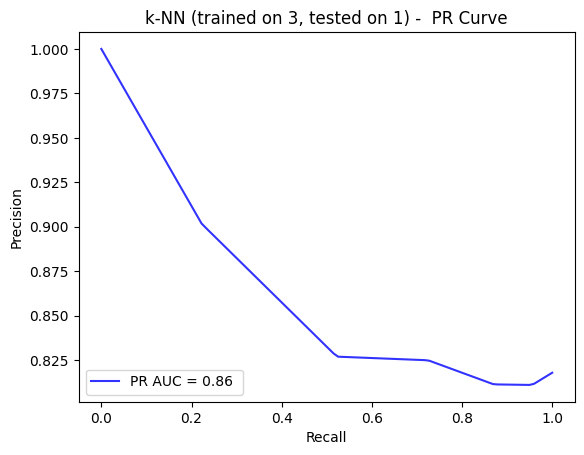 k-NN (trained on 3, tested on 1) -  PR Curve
1.000
0.975
0.950
0.925
0.900
0.875
0.850
0.825
Precision
PR AUC = 0.86
0.0 0.2 0.4 0.6 0.8 1.0
Recall